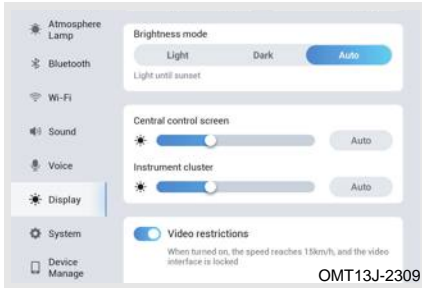 Atmosphere
Lamp
Bluetooth
Wi-Fi
Sound
Voice
Display
System
Device
Manage
Brightness mode
Light Dark Auto
Light until sunset
Central control screen
Auto
Instrument cluster
Auto
Video restrictions
When turned on, the speed reaches 15km/h, and the video
interface is locked
OMT13J-2309